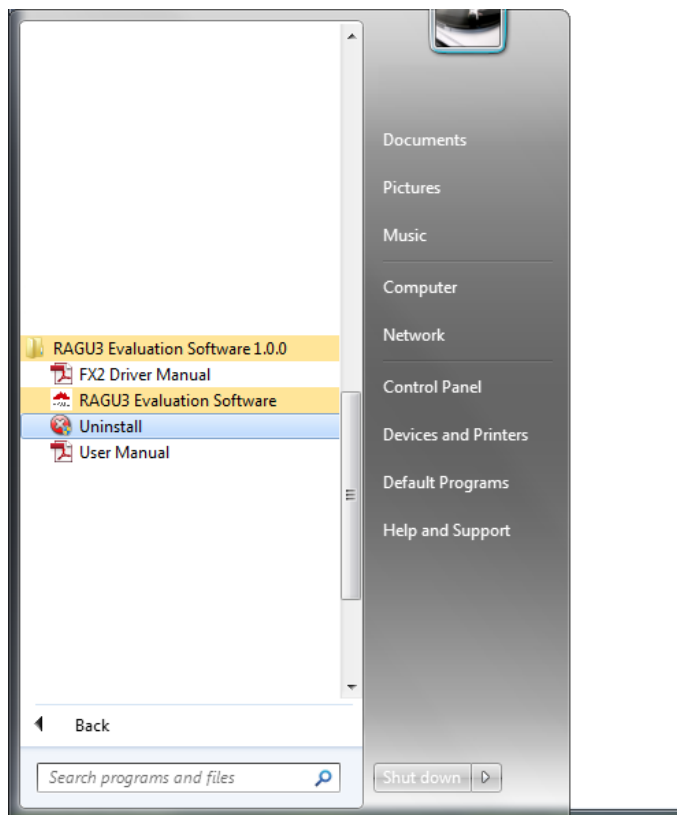 RAGU3 Evaluation Software 1.0.0
FX2 Driver Manual
RAGU3 Evaluation Software
Uninstall
User Manual
Back
Search programs and files
Documents
Pictures
Music
Computer
Network
Control Panel
Devices and Printers
Default Programs
Help and Support
Shut down